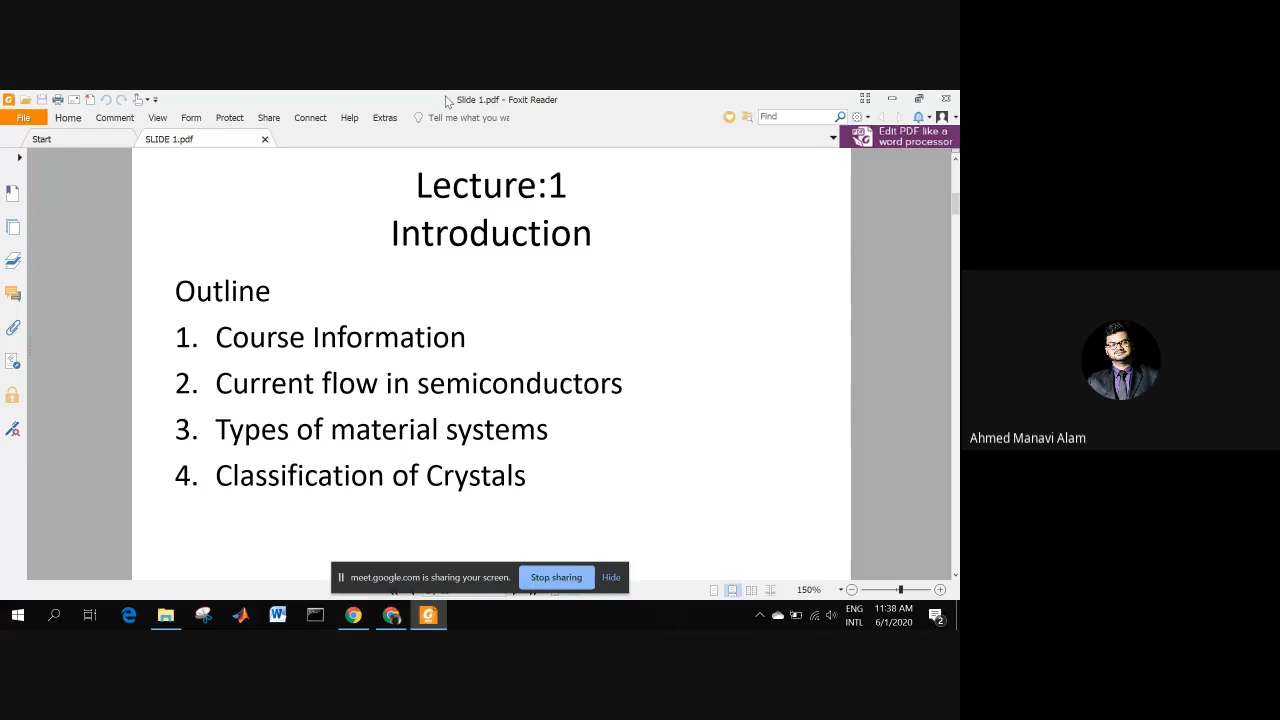 Slide 1.pdf - Foxit Reader
File Home Comment View Form Protect Share Connect Help Extras Tell me what you wa
Find
Start
SLIDE 1.pdf
Edit PDF like a
word processor
Lecture:1
Introduction
Outline
1. Course Information
2. Current flow in semiconductors
3. Types of material systems
4. Classification of Crystals
Ahmed Manavi Alam
meet.google.com is sharing your screen. Stop sharing Hide
150%
ENG
INTL
11:38 AM
6/1/2020
2